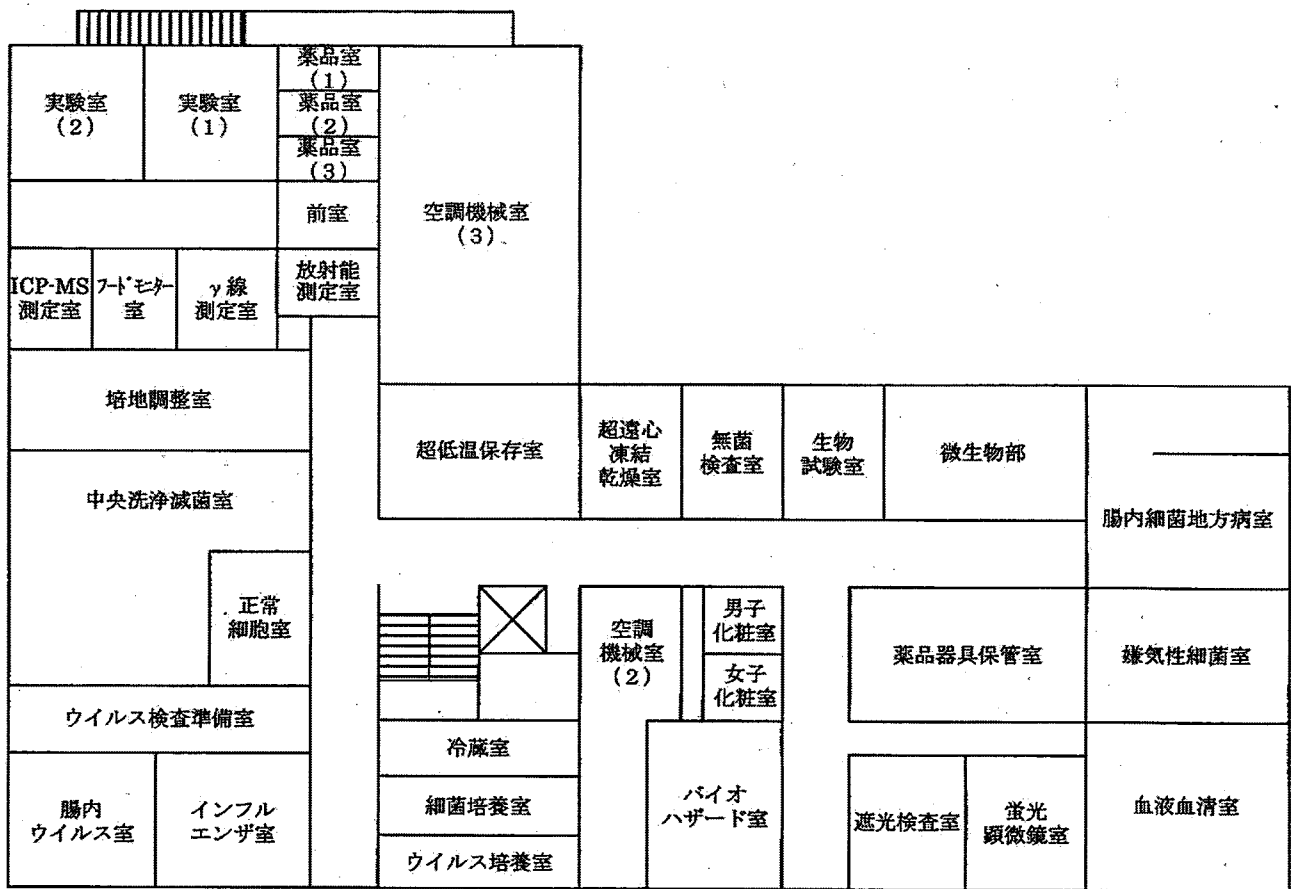 実験室
(2)
実験室
(1)
薬品室
(1)
薬品室
(2)
薬品室
(3)
前室
空調機械室
(3)
ICP-MS
測定室
フードモニター
室
γ線
測定室
放射能
測定室
培地調整室
超低温保存室
超遠心
凍結
乾燥室
無菌
検査室
生物
試験室
微生物部
中央洗浄滅菌室
腸内細菌地方病室
正常
細胞室
空調
機械室
(2)
男子
化粧室
女子
化粧室
薬品器具保管室
嫌気性細菌室
ウイルス検査準備室
冷蔵室
腸内
ウイルス室
インフル
エンザ室
細菌培養室
ウイルス培養室
バイオ
ハザード室
遮光検査室
蛍光
顕微鏡室
血液血清室